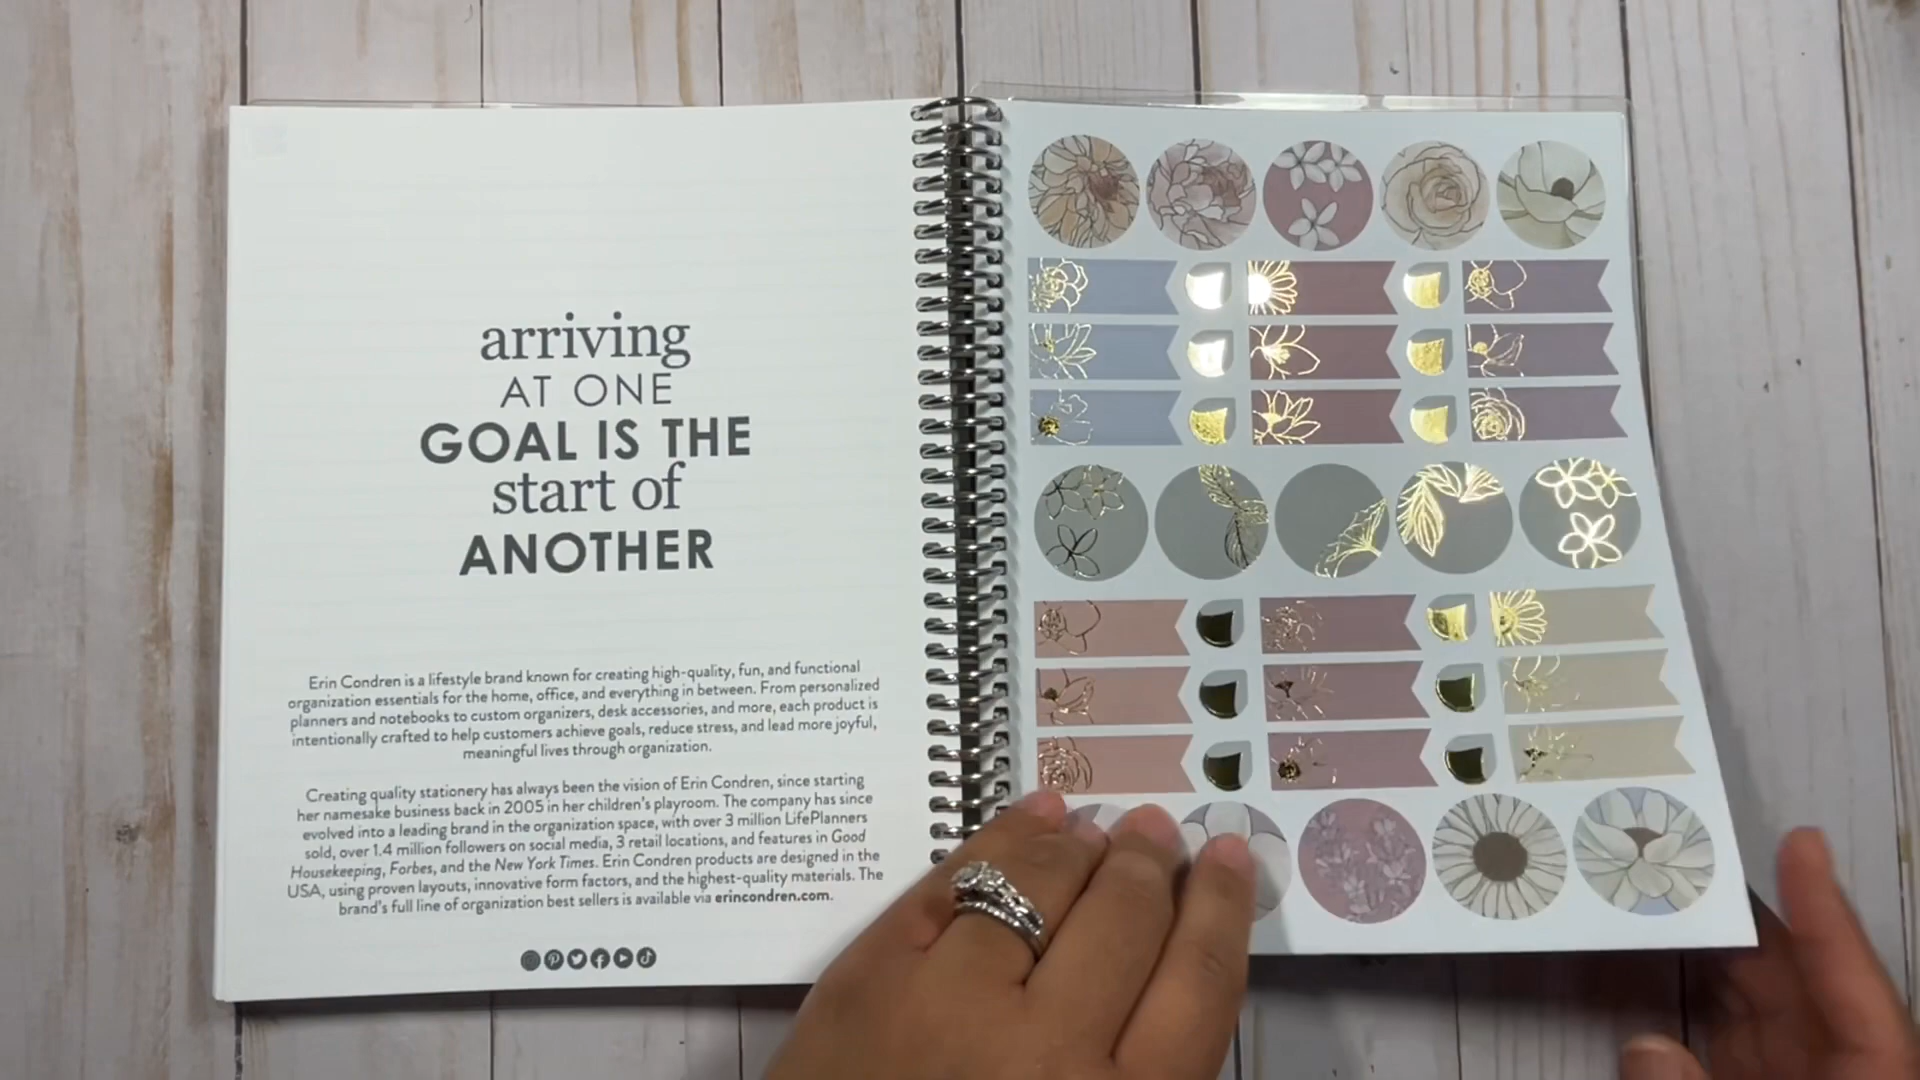 arriving
AT ONE
GOAL IS THE
start of
ANOTHER
Erin Condren is a lifestyle brand known for creating high-quality, fun, and functional
organization essentials for the home, office, and everything in between. From personalized
planners and notebooks to custom organizers, desk accessories, and more, each product is
intentionally crafted to help customers achieve goals, reduce stress, and lead more joyful,
meaningful lives through organization.
Creating quality stationery has always been the vision of Erin Condren, since starting
her namesake business back in 2005 in her children's playroom. The company has since
evolved into a leading brand in the organization space, with over 3 million LifePlanners
sold, over 1.4 million followers on social media, 3 retail locations, and features in Good
Housekeeping, Forbes, and the New York Times. Erin Condren products are designed in the
USA, using proven layouts, innovative form factors, and the highest-quality materials. The
brand's full line of organization best sellers is available via erincondren.com.